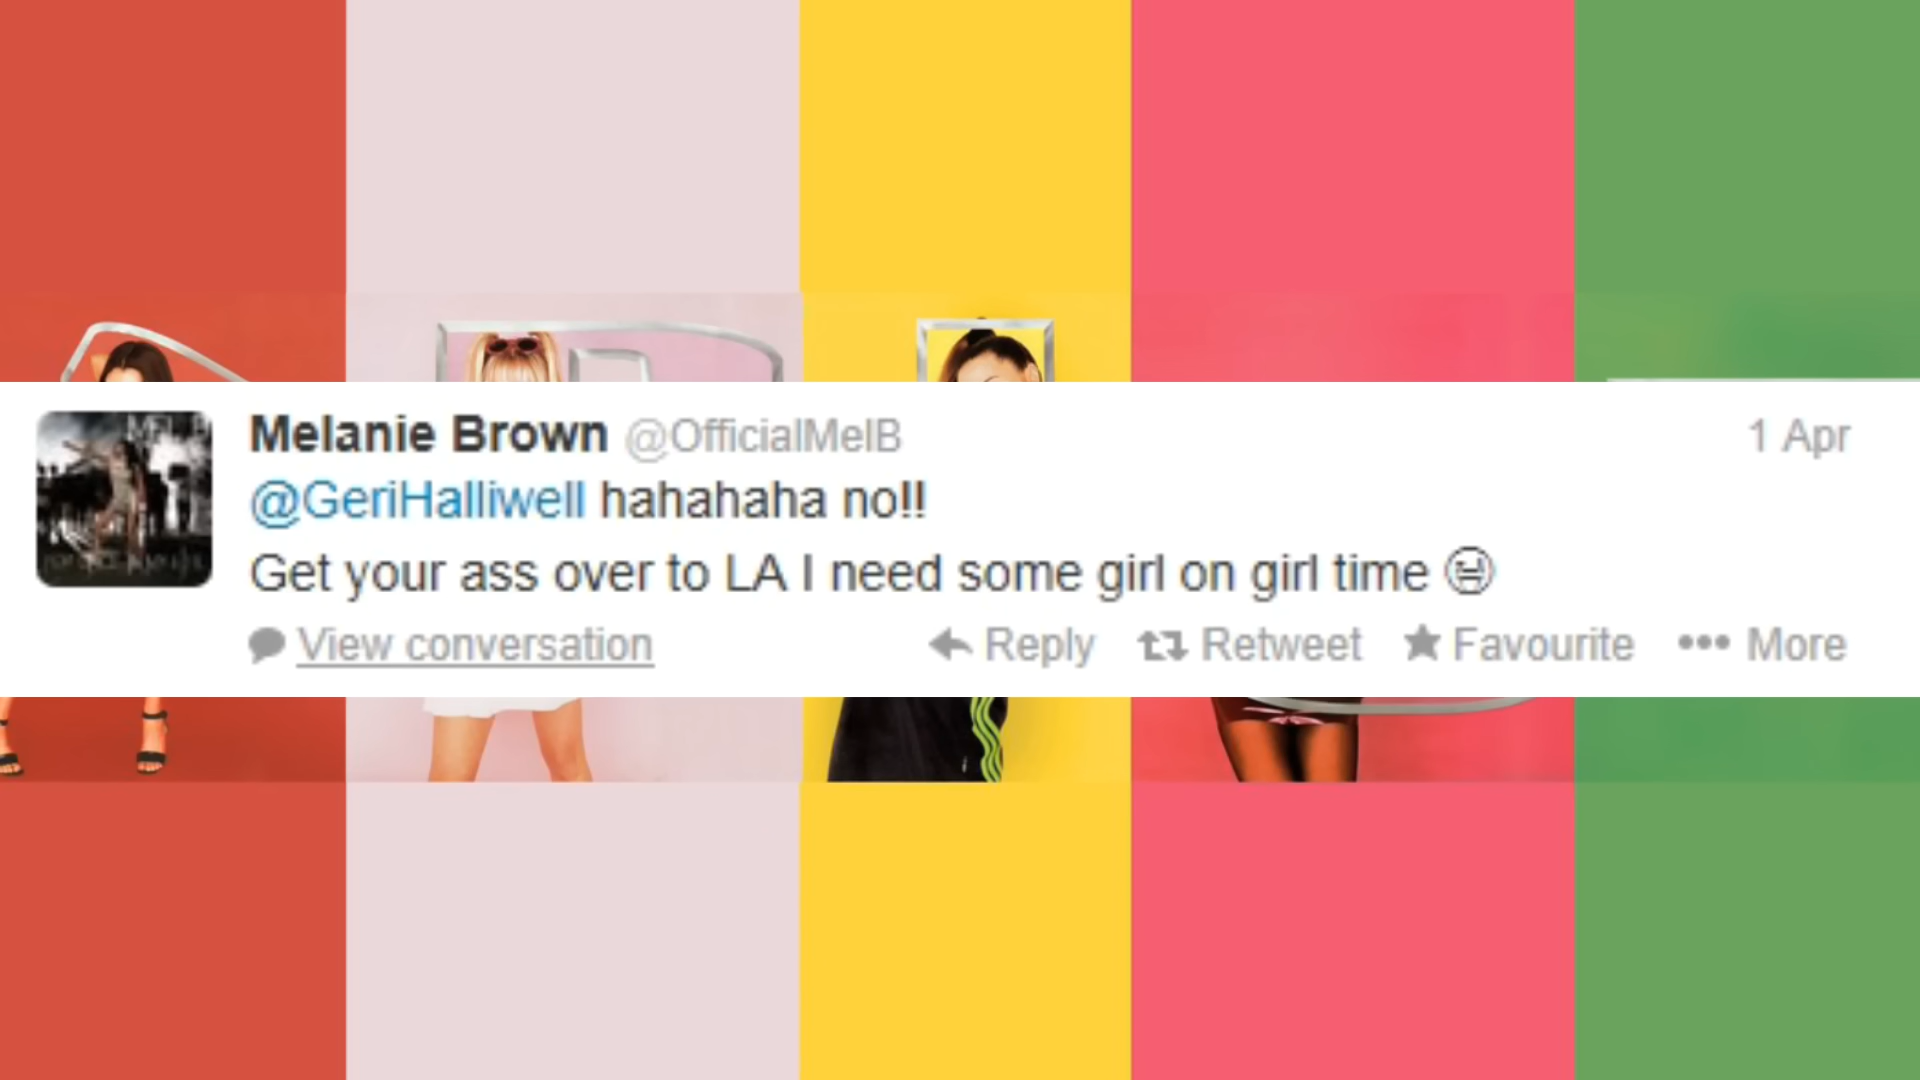 Melanie Brown @OfficialMelB 1 Apr
@GeriHalliwell hahahaha no!!
Get your ass over to LA I need some girl on girl time
View conversation Reply Retweet Favourite More